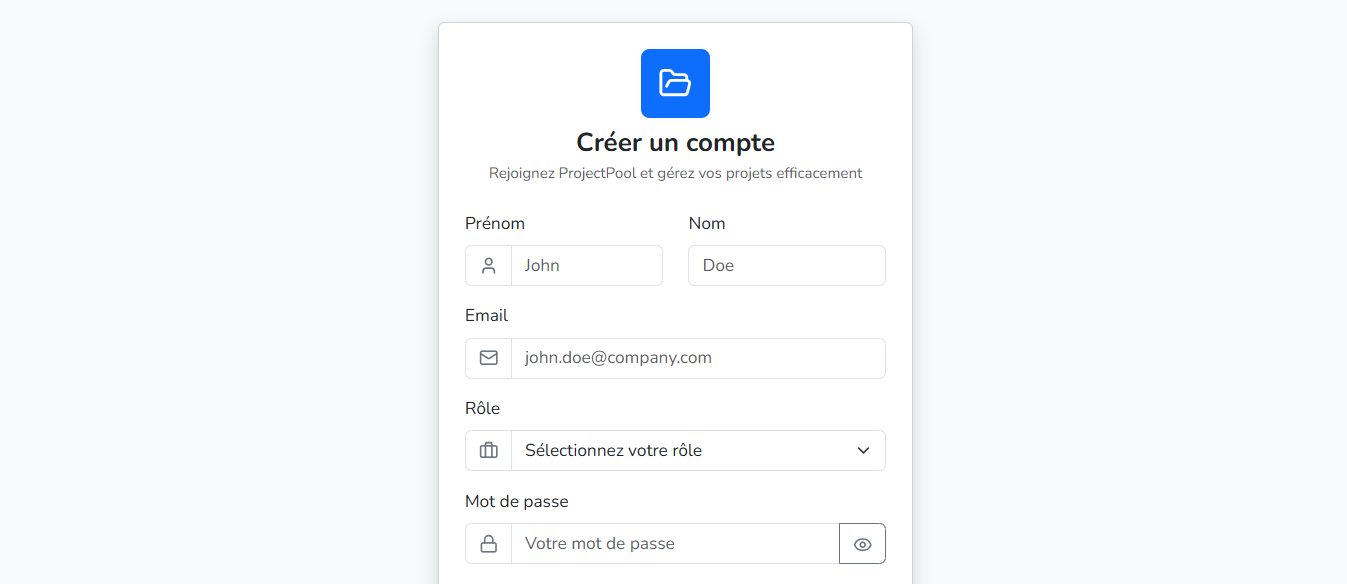 Créer un compte
Rejoignez ProjectPool et gérez vos projets efficacement
Prénom
Nom
John
Doe
Email
john.doe@company.com
Rôle
Sélectionnez votre rôle
Mot de passe
Votre mot de passe